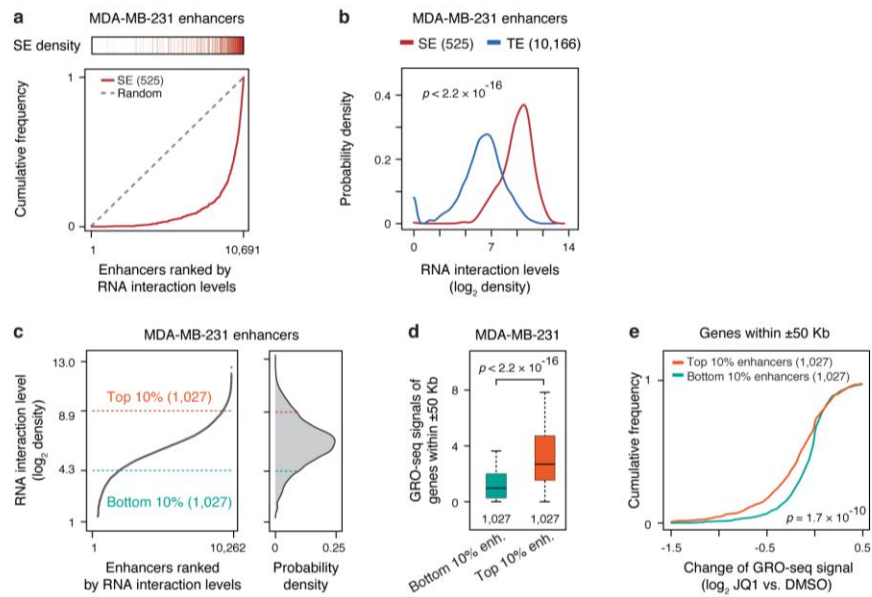 a
MDA-MB-231 enhancers
SE density
SE (525)
Random
Cumulative frequency
1
0
1
10,691
Enhancers ranked by
RNA interaction levels
b
MDA-MB-231 enhancers
SE (525) TE (10,166)
p < 2.2 × 10⁻¹⁶
Probability density
0.4
0.2
0
0 7 14
RNA interaction levels
(log₂ density)
c
MDA-MB-231 enhancers
RNA interaction level
(log₂ density)
13.0
8.9
4.3
1
Top 10% (1,027)
Bottom 10% (1,027)
1 10,262
Enhancers ranked
by RNA interaction levels
0 0.25
Probability
density
d
MDA-MB-231
p < 2.2 × 10⁻¹⁶
GRO-seq signals of
genes within ±50 Kb
8
4
0
1,027 1,027
Bottom 10% enh.
Top 10% enh.
e
Genes within ±50 Kb
Top 10% enhancers (1,027)
Bottom 10% enhancers (1,027)
Cumulative frequency
1
0
p = 1.7 × 10⁻¹⁰
-1.5 -0.5 0.5
Change of GRO-seq signal
(log₂ JQ1 vs. DMSO)